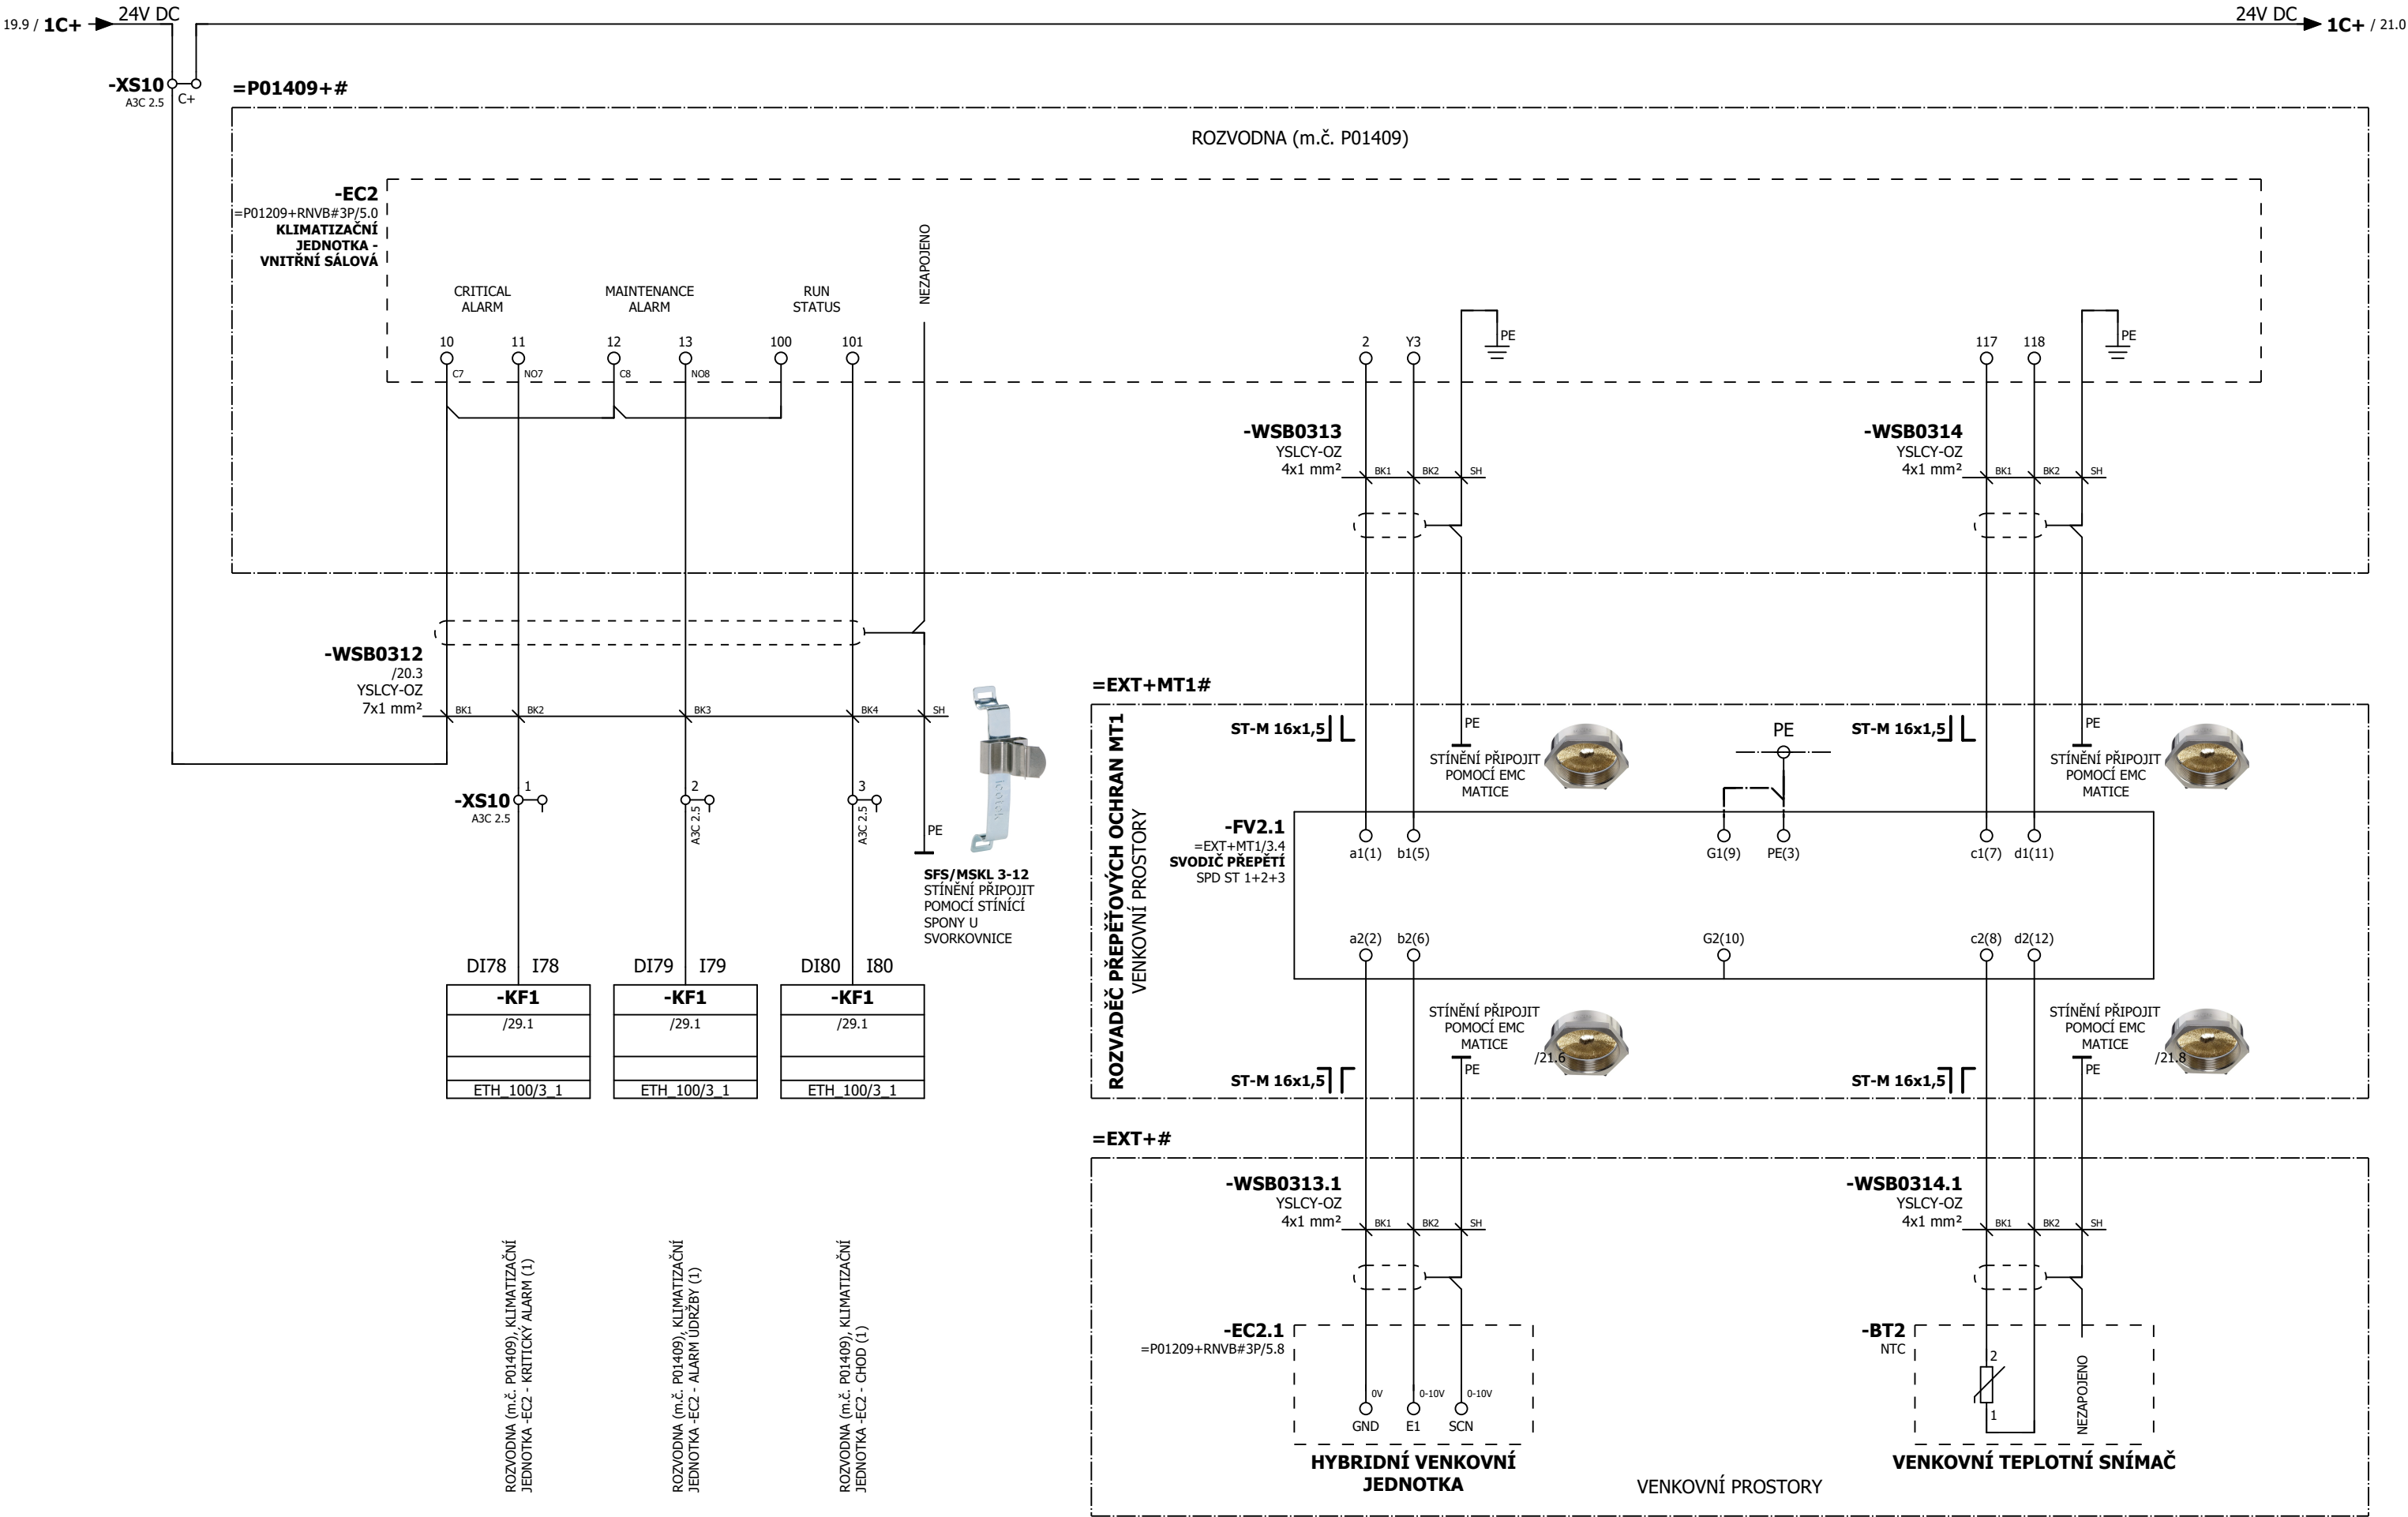 19.9 / 1C+
24V DC
24V DC
1C+ / 21.0
-XS10
A3C 2.5
C+
=P01409+#
ROZVODNA (m.č. P01409)
-EC2
=P01209+RNVB#3P/5.0
KLIMATIZAČNÍ
JEDNOTKA -
VNITŘNÍ SÁLOVÁ
CRITICAL
ALARM
MAINTENANCE
ALARM
RUN
STATUS
NEZAPOJENO
10
11
12
13
100
101
C7
NO7
C8
NO8
2
Y3
PE
117
118
PE
-WSB0313
YSLCY-OZ
4x1 mm²
BK1
BK2
SH
-WSB0314
YSLCY-OZ
4x1 mm²
BK1
BK2
SH
-WSB0312
/20.3
YSLCY-OZ
7x1 mm²
BK1
BK2
BK3
BK4
SH
-XS10
A3C 2.5
1
2
A3C 2.5
3
A3C 2.5
PE
icotek
SFS/MSKL 3-12
STÍNĚNÍ PŘIPOJIT
POMOCÍ STÍNÍCÍ
SPONY U
SVORKOVNICE
DI78
I78
DI79
I79
DI80
I80
-KF1
/29.1
ETH_100/3_1
-KF1
/29.1
ETH_100/3_1
-KF1
/29.1
ETH_100/3_1
ROZVODNA (m.č. P01409), KLIMATIZAČNÍ
JEDNOTKA -EC2 - KRITICKÝ ALARM (1)
ROZVODNA (m.č. P01409), KLIMATIZAČNÍ
JEDNOTKA -EC2 - ALARM ÚDRŽBY (1)
ROZVODNA (m.č. P01409), KLIMATIZAČNÍ
JEDNOTKA -EC2 - CHOD (1)
=EXT+MT1#
ROZVADĚČ PŘEPĚŤOVÝCH OCHRAN MT1
VENKOVNÍ PROSTORY
ST-M 16x1,5
PE
STÍNĚNÍ PŘIPOJIT
POMOCÍ EMC
MATICE
PE
ST-M 16x1,5
PE
STÍNĚNÍ PŘIPOJIT
POMOCÍ EMC
MATICE
-FV2.1
=EXT+MT1/3.4
SVODIČ PŘEPĚTÍ
SPD ST 1+2+3
a1(1)
b1(5)
G1(9)
PE(3)
c1(7)
d1(11)
a2(2)
b2(6)
G2(10)
c2(8)
d2(12)
STÍNĚNÍ PŘIPOJIT
POMOCÍ EMC
MATICE
/21.6
ST-M 16x1,5
PE
STÍNĚNÍ PŘIPOJIT
POMOCÍ EMC
MATICE
/21.8
ST-M 16x1,5
PE
=EXT+#
-WSB0313.1
YSLCY-OZ
4x1 mm²
BK1
BK2
SH
-WSB0314.1
YSLCY-OZ
4x1 mm²
BK1
BK2
SH
-EC2.1
=P01209+RNVB#3P/5.8
0V
0-10V
0-10V
GND
E1
SCN
HYBRIDNÍ VENKOVNÍ
JEDNOTKA
-BT2
NTC
2
1
NEZAPOJENO
VENKOVNÍ TEPLOTNÍ SNÍMAČ
VENKOVNÍ PROSTORY